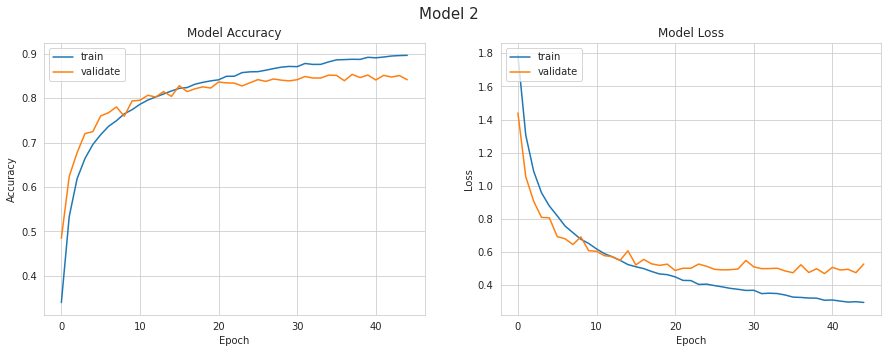 Model 2
Model Accuracy
train
validate
0.9
0.8
0.7
0.6
0.5
0.4
Accuracy
0
10
20
30
40
Epoch
Model Loss
train
validate
1.8
1.6
1.4
1.2
1.0
0.8
0.6
0.4
Loss
0
10
20
30
40
Epoch